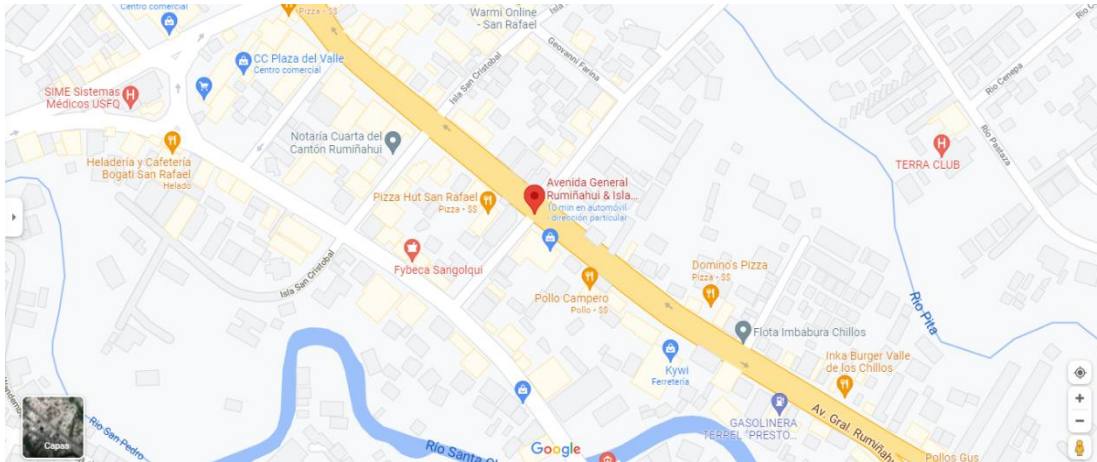 Centro comercial
Pizza - $$
Warmi Online
- San Rafael
CC Plaza del Valle
Centro comercial
SIME Sistemas
Médicos USFQ
Isla San Cristobal
Geovanni Farina
Río Cenepa
Río Pastaza
Notaría Cuarta del
Cantón Rumiñahui
TERRA CLUB
Heladería y Cafetería
Bogati San Rafael
Helado
Pizza Hut San Rafael
Pizza - $$
Avenida General
Rumiñahui & Isla...
10 min en automóvil
- dirección particular
Fybeca Sangolqui
Isla San Cristobal
Domino's Pizza
Pizza - $$
Pollo Campero
Pollo - $$
Río Pita
Flota Imbabura Chillos
Kywi
Ferretería
Inka Burger Valle
de los Chillos
GASOLINERA
TERPEL "PRESTO...
Av. Gral. Rumiñahui
Río San Pedro
Capas
Río Santa
Google
Pollos Gus